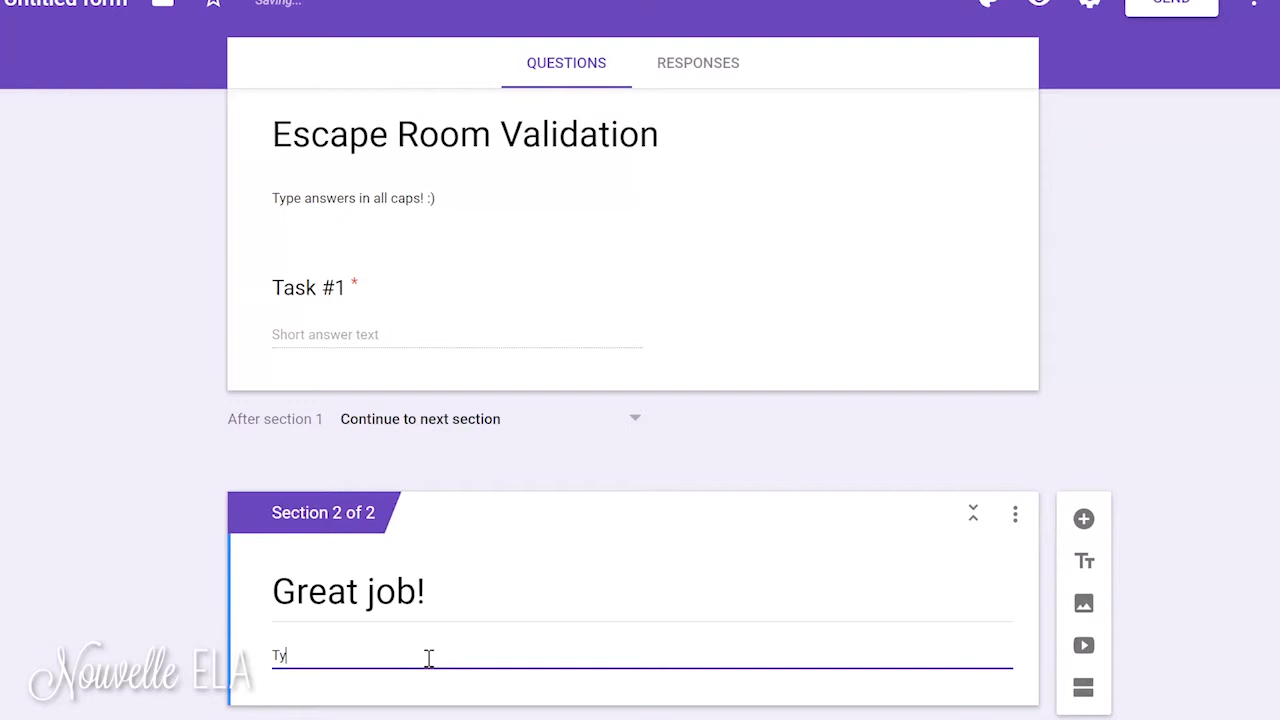 Untitled form
Saving...
SEND
QUESTIONS
RESPONSES
Escape Room Validation
Type answers in all caps! :)
Task #1 *
Short answer text
After section 1 Continue to next section
Section 2 of 2
Great job!
Ty
Nouvelle ELA